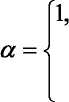 α = { 1,